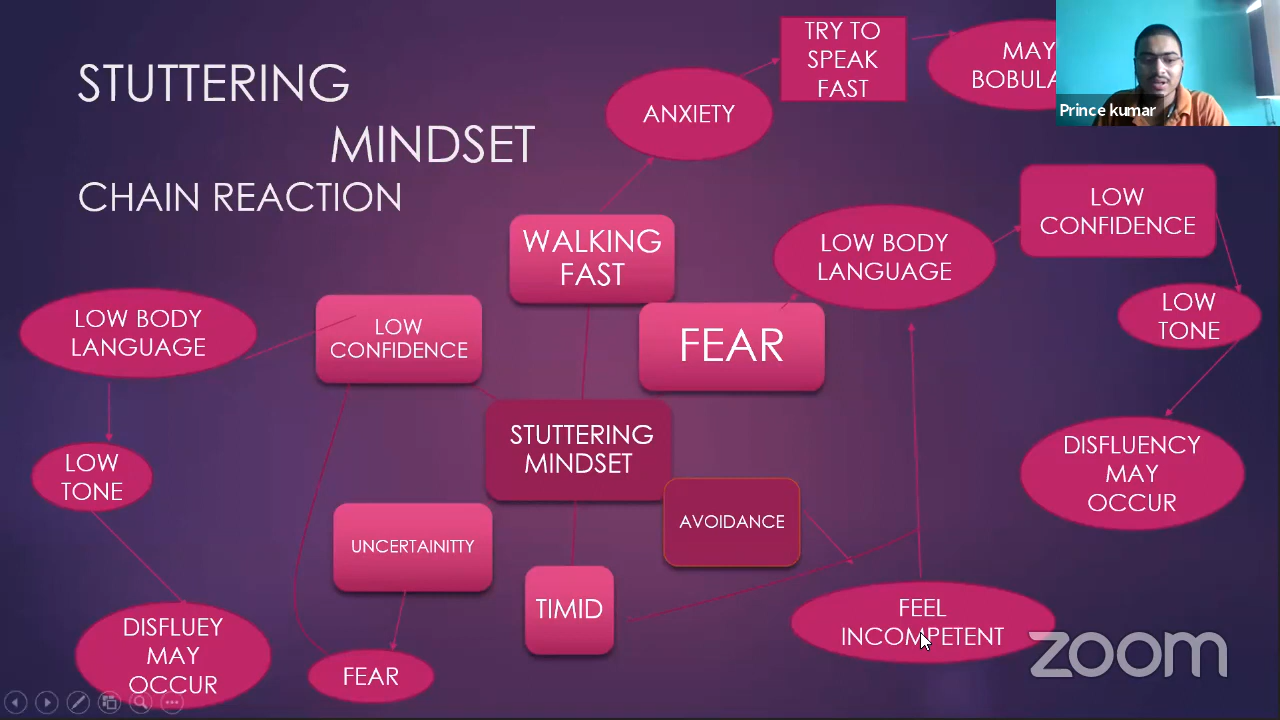 STUTTERING
MINDSET
CHAIN REACTION
TRY TO
SPEAK
FAST
MAY
ANXIETY
Prince kumar
WALKING
FAST
LOW BODY
LANGUAGE
LOW
CONFIDENCE
FEAR
LOW
TONE
LOW BODY
LANGUAGE
LOW
CONFIDENCE
STUTTERING
MINDSET
DISFLUENCY
MAY
OCCUR
LOW
TONE
AVOIDANCE
UNCERTAINITTY
TIMID
FEEL
INCOMPETENT
DISFLUEY
MAY
OCCUR
FEAR
zoom